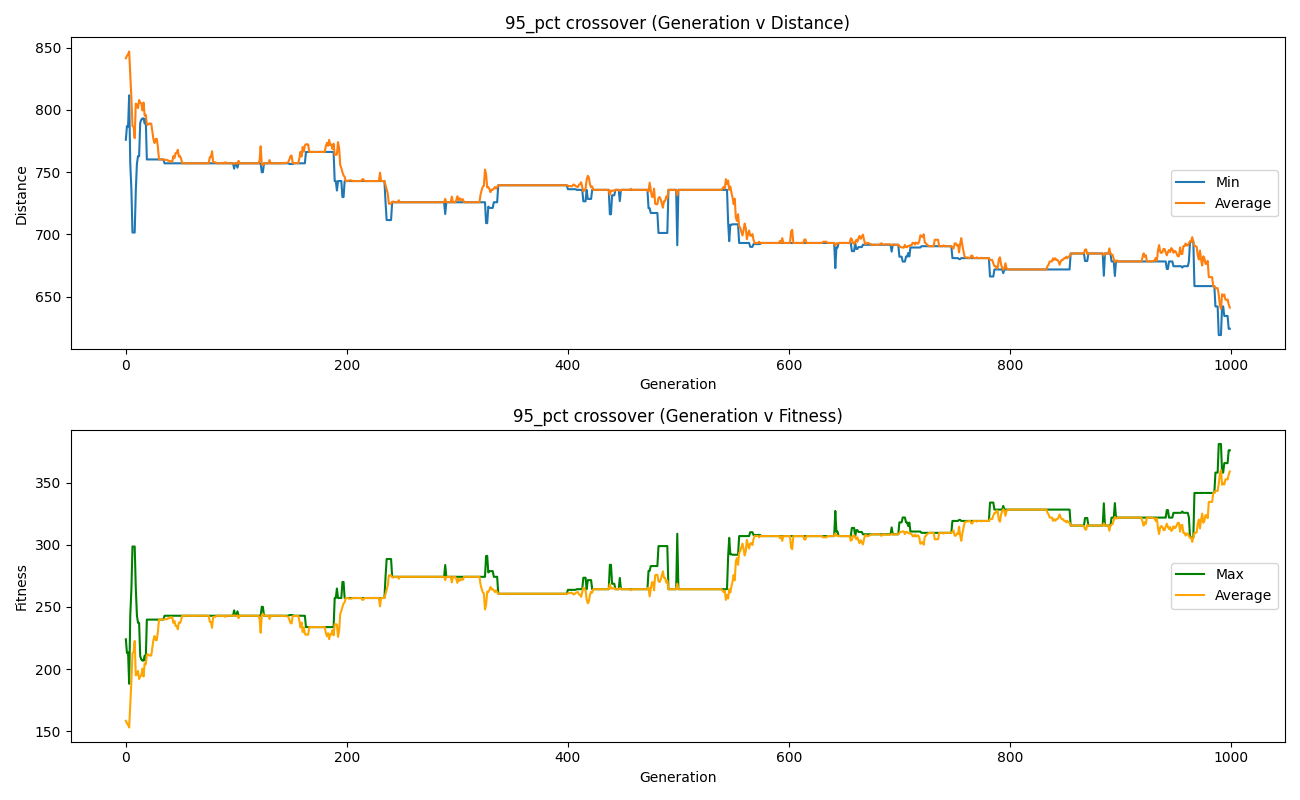 95_pct crossover (Generation v Distance)
850
800
750
700
650
Distance
Min
Average
0 200 400 600 800 1000
Generation
95_pct crossover (Generation v Fitness)
350
300
250
200
150
Fitness
Max
Average
0 200 400 600 800 1000
Generation